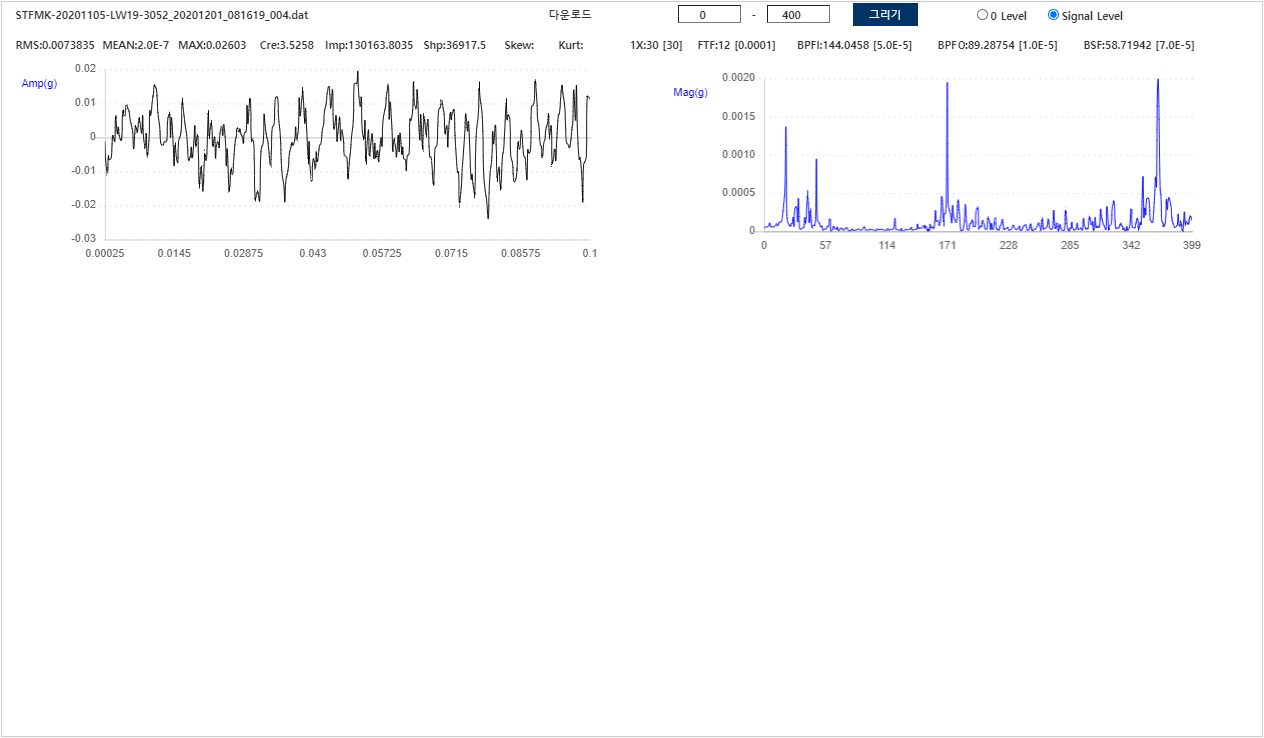 STFMK-20201105-LW19-3052_20201201_081619_004.dat 다운로드 0 - 400 그리기 0 Level Signal Level
RMS:0.0073835 MEAN:2.0E-7 MAX:0.02603 Cre:3.5258 Imp:130163.8035 Shp:36917.5 Skew: Kurt: 1X:30 [30] FTF:12 [0.0001] BPFI:144.0458 [5.0E-5] BPFO:89.28754 [1.0E-5] BSF:58.71942 [7.0E-5]
Amp(g)
0.02
0.01
0
-0.01
-0.02
-0.03
0.00025 0.0145 0.02875 0.043 0.05725 0.0715 0.08575 0.1
Mag(g)
0.0020
0.0015
0.0010
0.0005
0
0 57 114 171 228 285 342 399